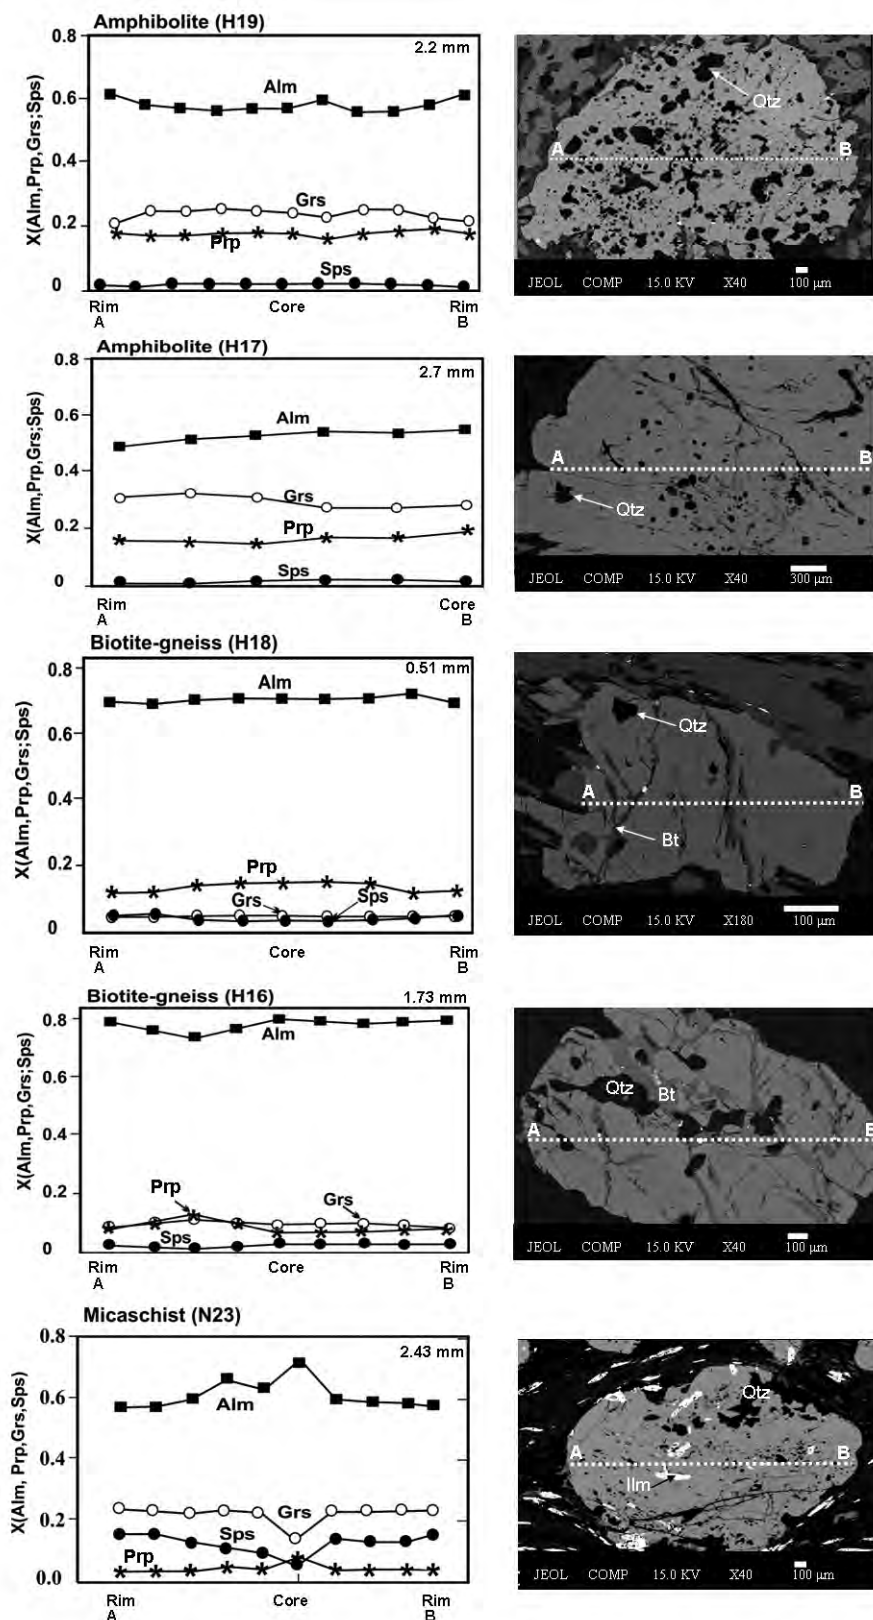 Amphibolite (H19)
X(Alm,Prp,Grs;Sps)
0.8
0.6
0.4
0.2
0
2.2 mm
Alm
Grs
Prp
Sps
Rim
A
Core
Rim
B
Qtz
A
B
JEOL COMP 15.0 KV X40 100 µm
Amphibolite (H17)
X(Alm,Prp,Grs;Sps)
0.8
0.6
0.4
0.2
0
2.7 mm
Alm
Grs
Prp
Sps
Rim
A
Core
B
A
B
Qtz
JEOL COMP 15.0 KV X40 300 µm
Biotite-gneiss (H18)
X(Alm,Prp,Grs;Sps)
0.8
0.6
0.4
0.2
0
0.51 mm
Alm
Prp
Grs
Sps
Rim
A
Core
Rim
B
Qtz
A
B
Bt
JEOL COMP 15.0 KV X180 100 µm
Biotite-gneiss (H16)
X(Alm,Prp,Grs;Sps)
0.8
0.6
0.4
0.2
0
1.73 mm
Alm
Prp
Grs
Sps
Rim
A
Core
Rim
B
Qtz
Bt
A
B
JEOL COMP 15.0 KV X40 100 µm
Micaschist (N23)
X(Alm, Prp,Grs,Sps)
0.8
0.6
0.4
0.2
0.0
2.43 mm
Alm
Grs
Sps
Prp
Rim
A
Core
Rim
B
Qtz
A
B
Ilm
JEOL COMP 15.0 KV X40 100 µm